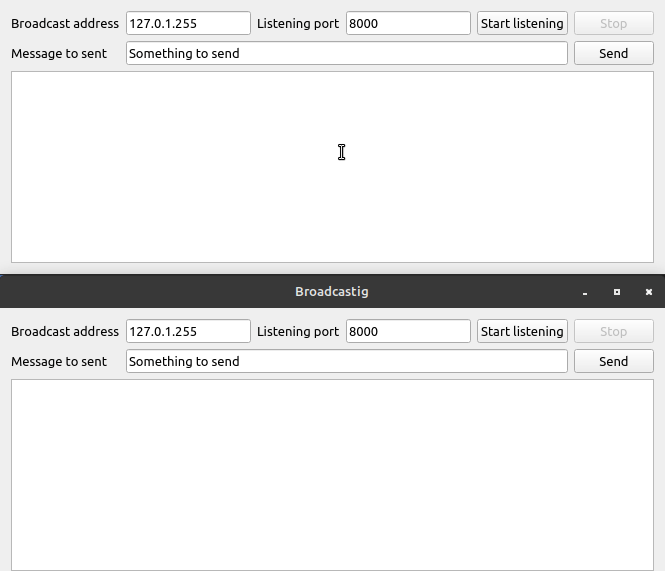 Broadcast address 127.0.1.255 Listening port 8000 Start listening Stop
Message to sent Something to send Send
Broadcastig
Broadcast address 127.0.1.255 Listening port 8000 Start listening Stop
Message to sent Something to send Send